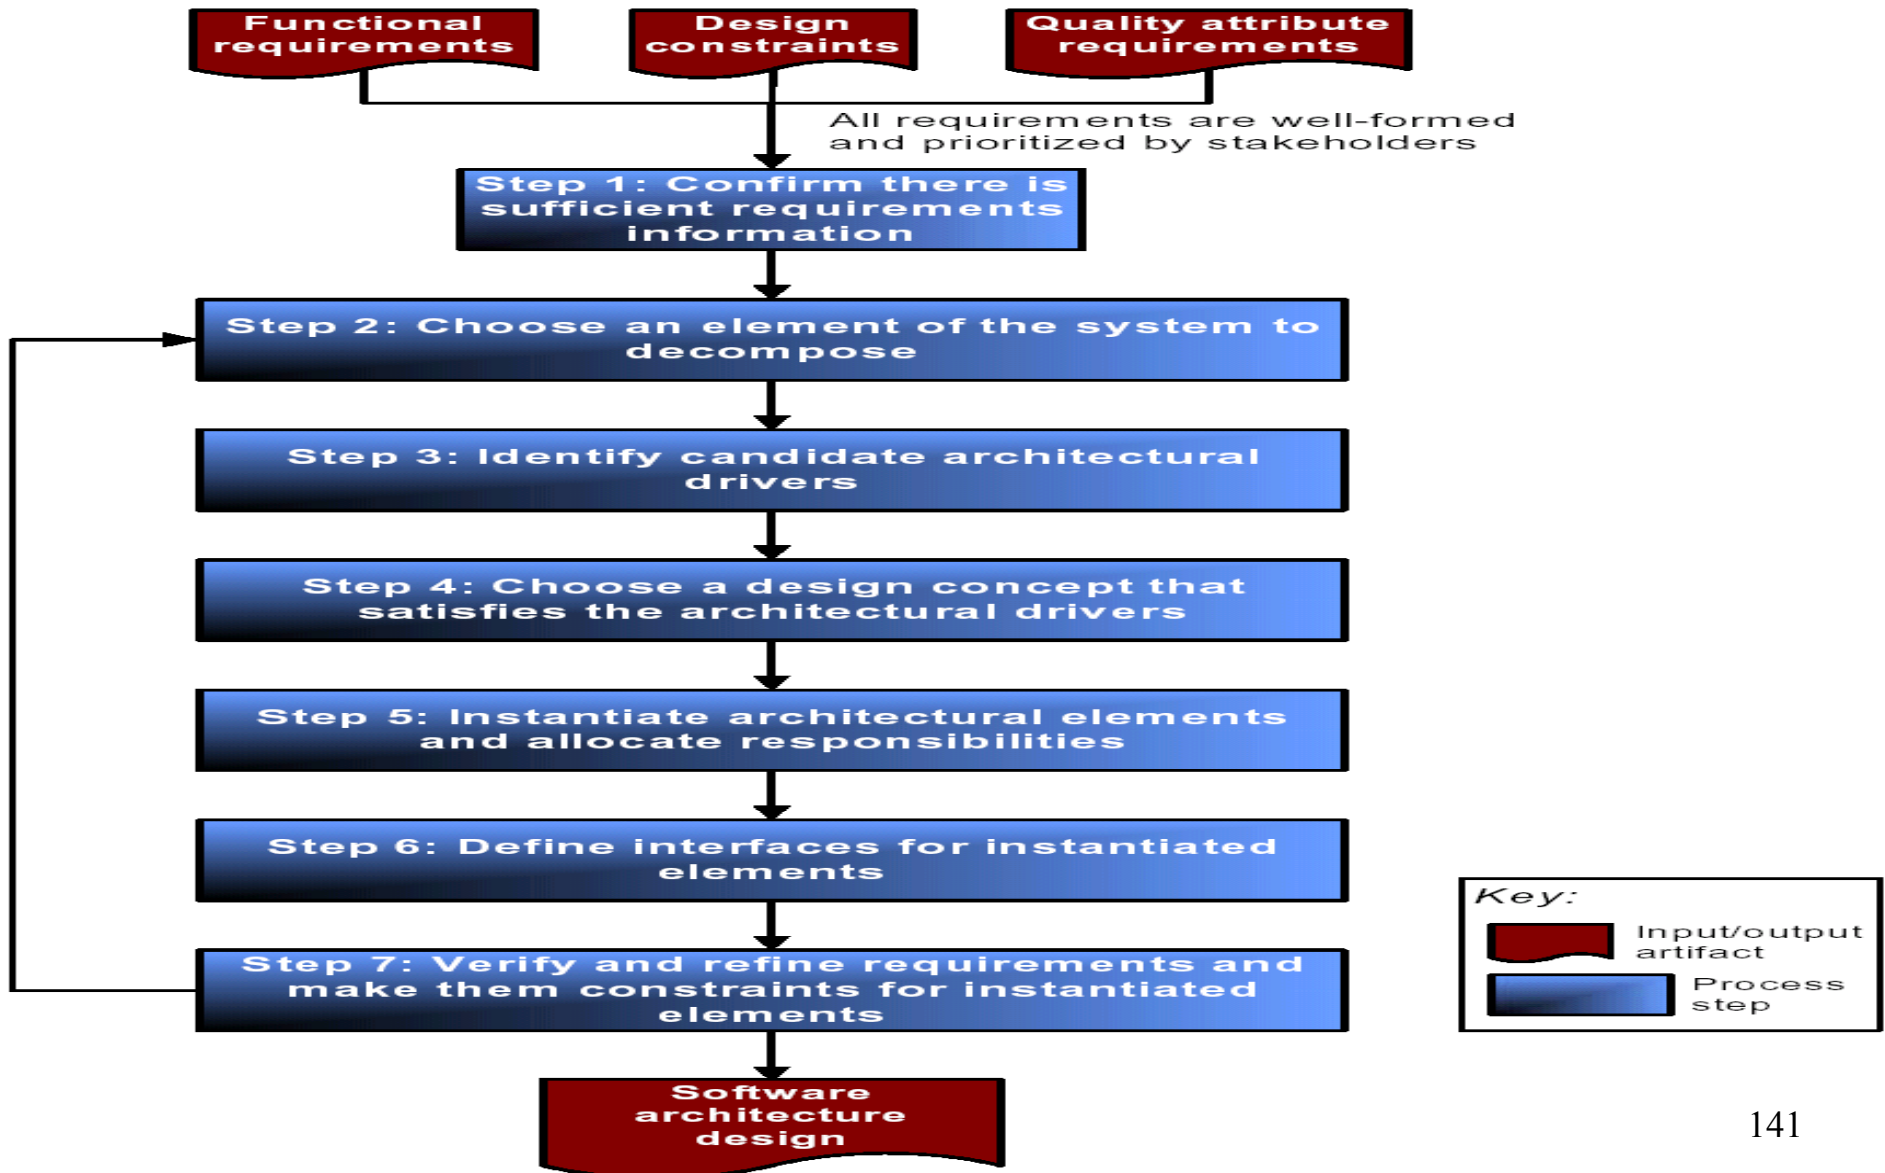 Functional
requirements
Design
constraints
Quality attribute
requirements
All requirements are well-formed
and prioritized by stakeholders
Step 1: Confirm there is
sufficient requirements
information
Step 2: Choose an element of the system to
decompose
Step 3: Identify candidate architectural
drivers
Step 4: Choose a design concept that
satisfies the architectural drivers
Step 5: Instantiate architectural elements
and allocate responsibilities
Step 6: Define interfaces for instantiated
elements
Step 7: Verify and refine requirements and
make them constraints for instantiated
elements
Software
architecture
design
Key:
Input/output
artifact
Process
step
141